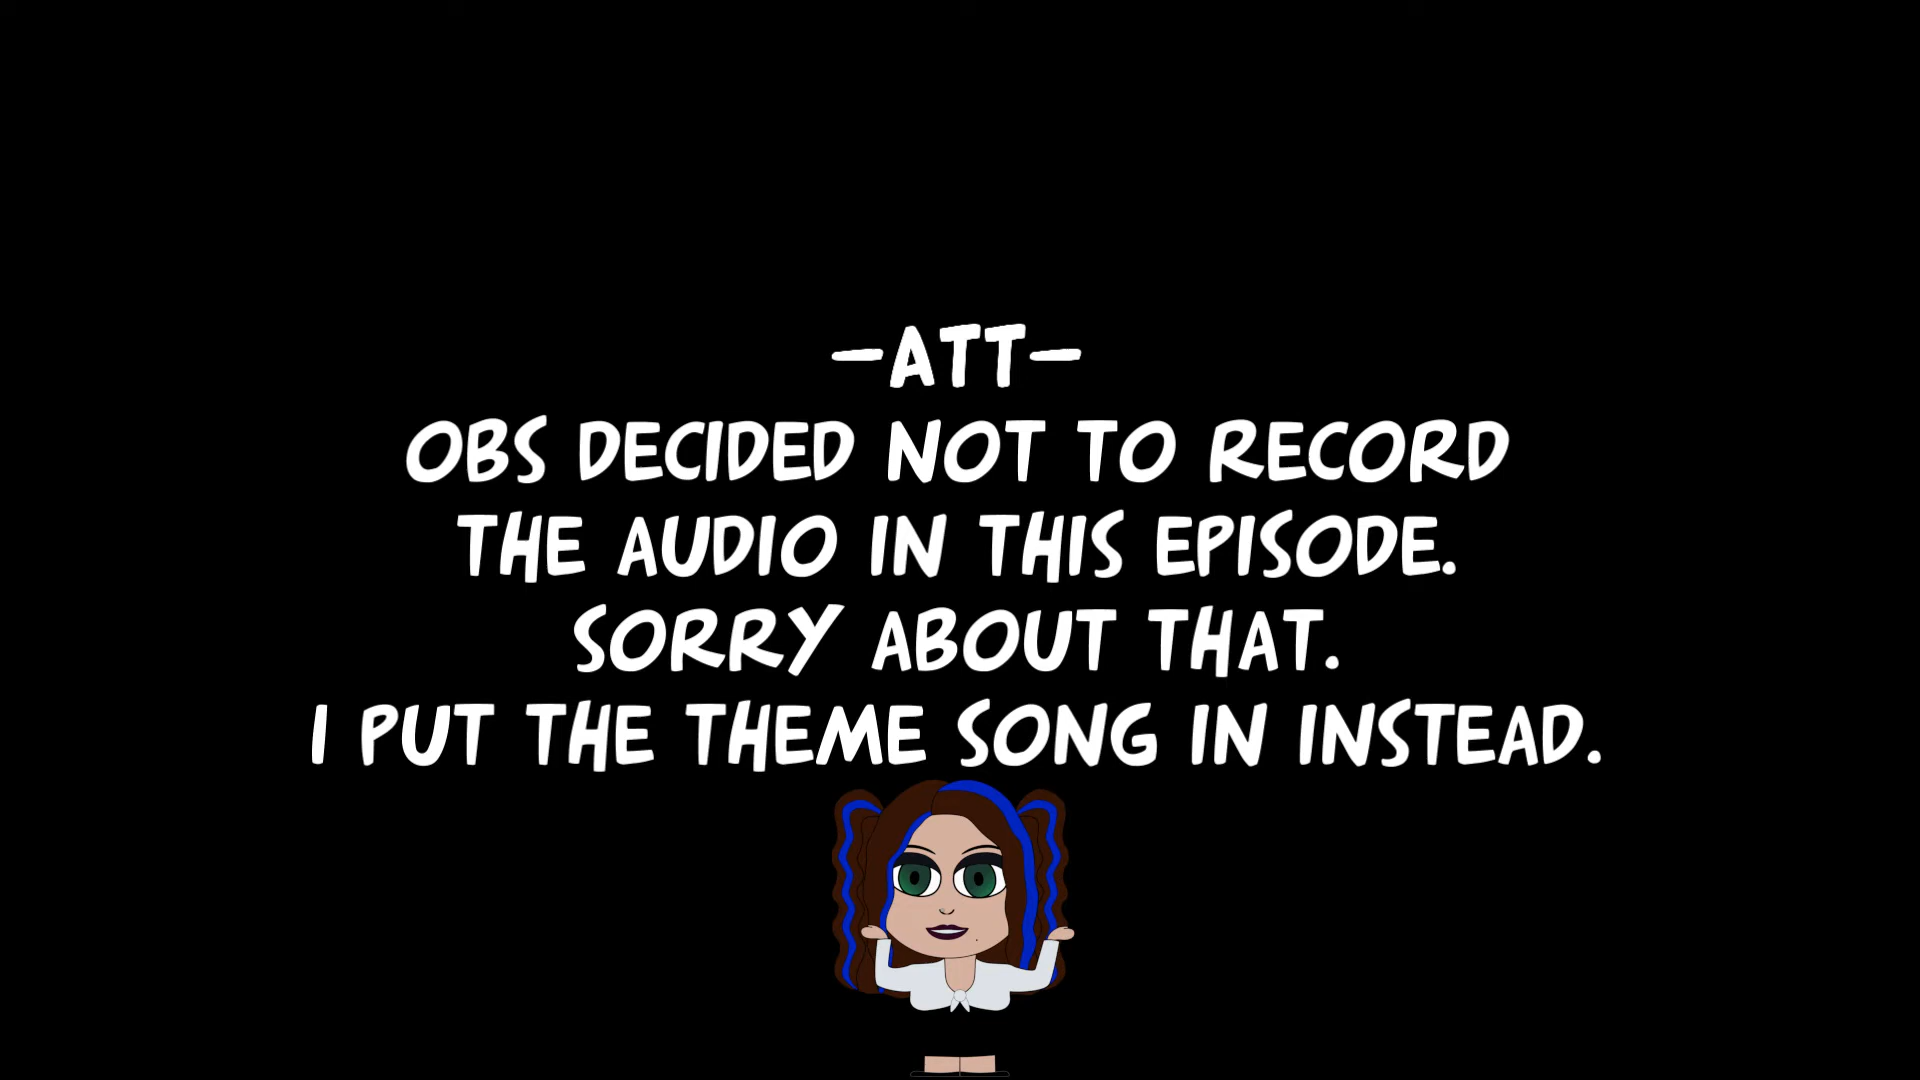 -ATT-
OBS DECIDED NOT TO RECORD
THE AUDIO IN THIS EPISODE.
SORRY ABOUT THAT.
I PUT THE THEME SONG IN INSTEAD.